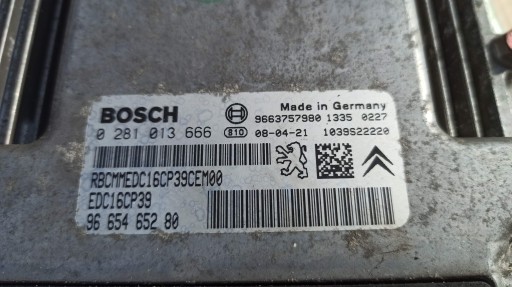 BOSCH
Made in Germany
9663757980 1335 0227
0 281 013 666 810 08-04-21 1039S22220
RBCMMEDC16CP39CEM00
EDC16CP39
96 654 652 80